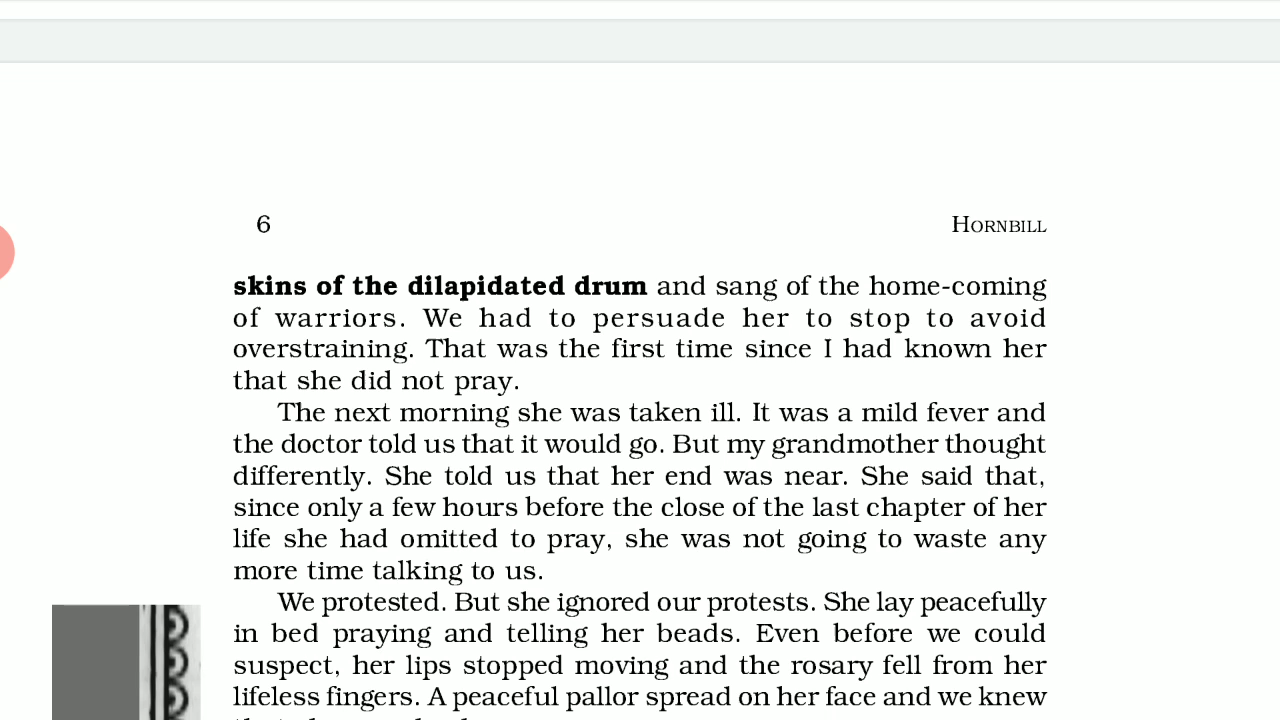 6
HORNBILL
skins of the dilapidated drum and sang of the home-coming
of warriors. We had to persuade her to stop to avoid
overstraining. That was the first time since I had known her
that she did not pray.
The next morning she was taken ill. It was a mild fever and
the doctor told us that it would go. But my grandmother thought
differently. She told us that her end was near. She said that,
since only a few hours before the close of the last chapter of her
life she had omitted to pray, she was not going to waste any
more time talking to us.
We protested. But she ignored our protests. She lay peacefully
in bed praying and telling her beads. Even before we could
suspect, her lips stopped moving and the rosary fell from her
lifeless fingers. A peaceful pallor spread on her face and we knew